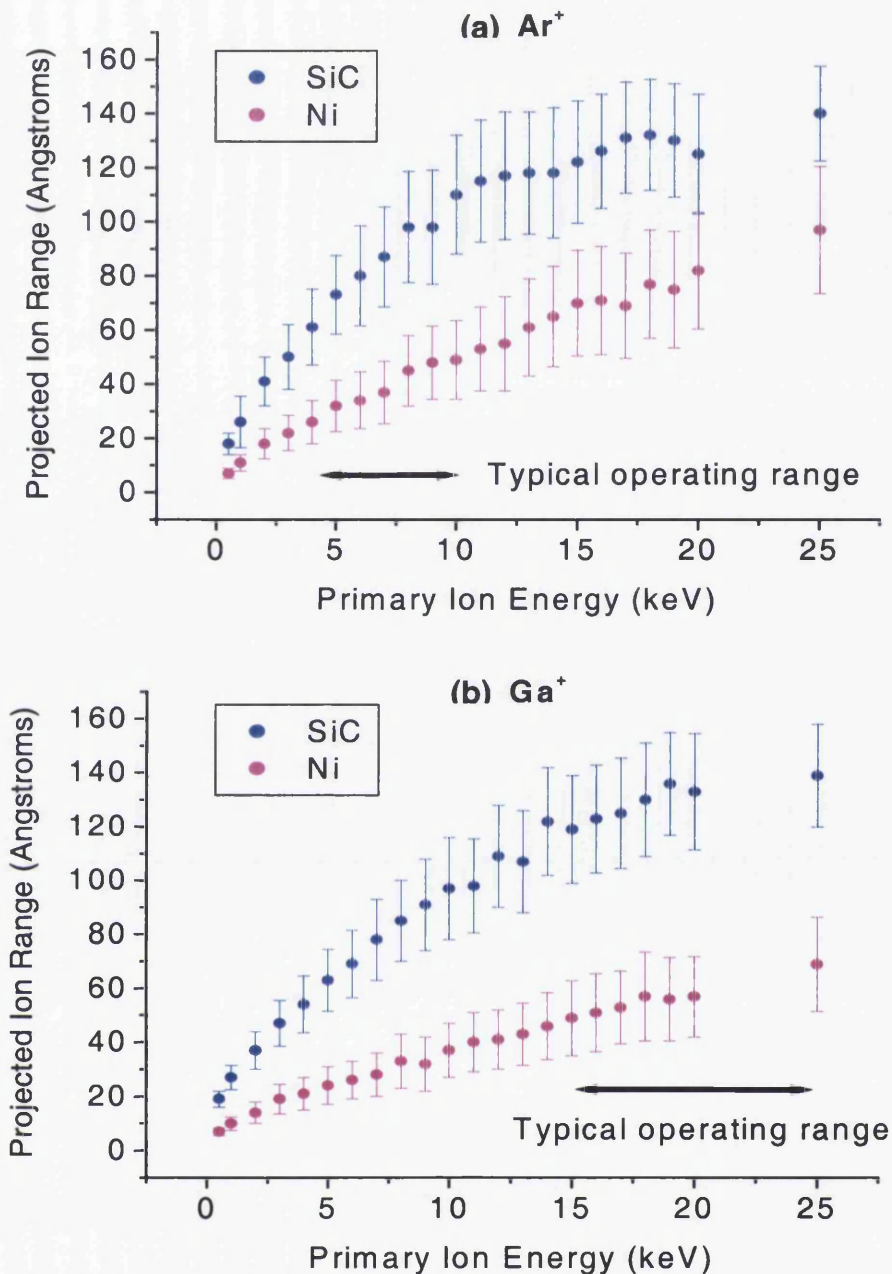 (a) Ar+
160
140
120
100
80
60
40
20
0
Projected Ion Range (Angstroms)
SiC
Ni
Typical operating range
0 5 10 15 20 25
Primary Ion Energy (keV)
(b) Ga+
160
140
120
100
80
60
40
20
0
Projected Ion Range (Angstroms)
SiC
Ni
Typical operating range
0 5 10 15 20 25
Primary Ion Energy (keV)